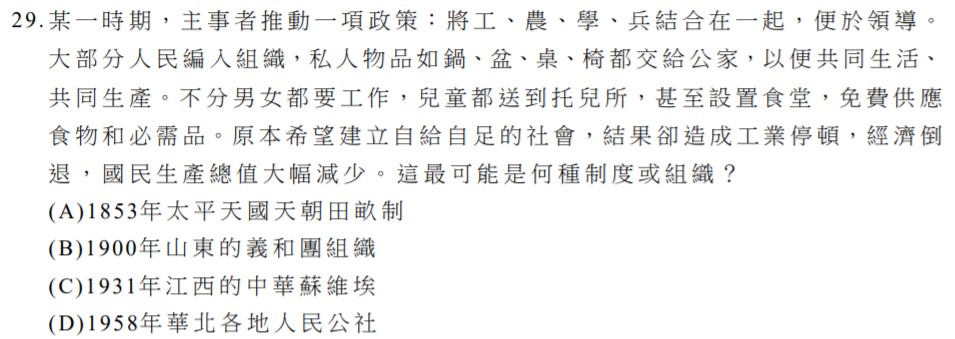 29.某一時期，主事者推動一項政策：將工、農、學、兵結合在一起，便於領導。
大部分人民編入組織，私人物品如鍋、盆、桌、椅都交給公家，以便共同生活、
共同生產。不分男女都要工作，兒童都送到托兒所，甚至設置食堂，免費供應
食物和必需品。原本希望建立自給自足的社會，結果卻造成工業停頓，經濟倒
退，國民生產總值大幅減少。這最可能是何種制度或組織？
(A)1853年太平天國天朝田畝制
(B)1900年山東的義和團組織
(C)1931年江西的中華蘇維埃
(D)1958年華北各地人民公社